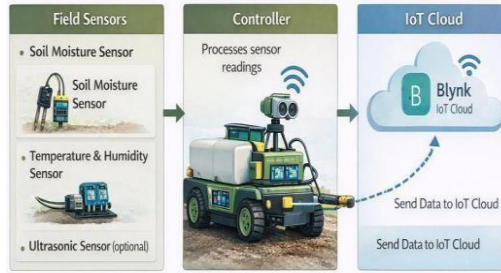 Field Sensors
• Soil Moisture Sensor
Soil Moisture
Sensor
• Temperature & Humidity
Sensor
• Ultrasonic Sensor (optional)
Controller
Processes sensor
readings
IoT Cloud
B Blynk
IoT Cloud
Send Data to IoT Cloud
Send Data to IoT Cloud